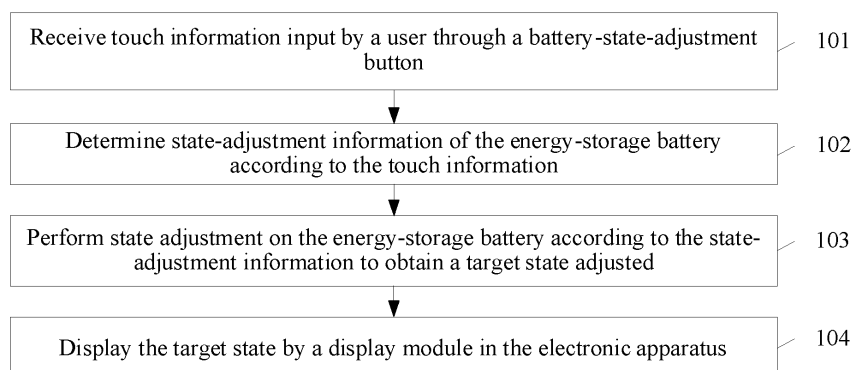 Receive touch information input by a user through a battery-state-adjustment
button
101
Determine state-adjustment information of the energy-storage battery
according to the touch information
102
Perform state adjustment on the energy-storage battery according to the state-
adjustment information to obtain a target state adjusted
103
Display the target state by a display module in the electronic apparatus
104